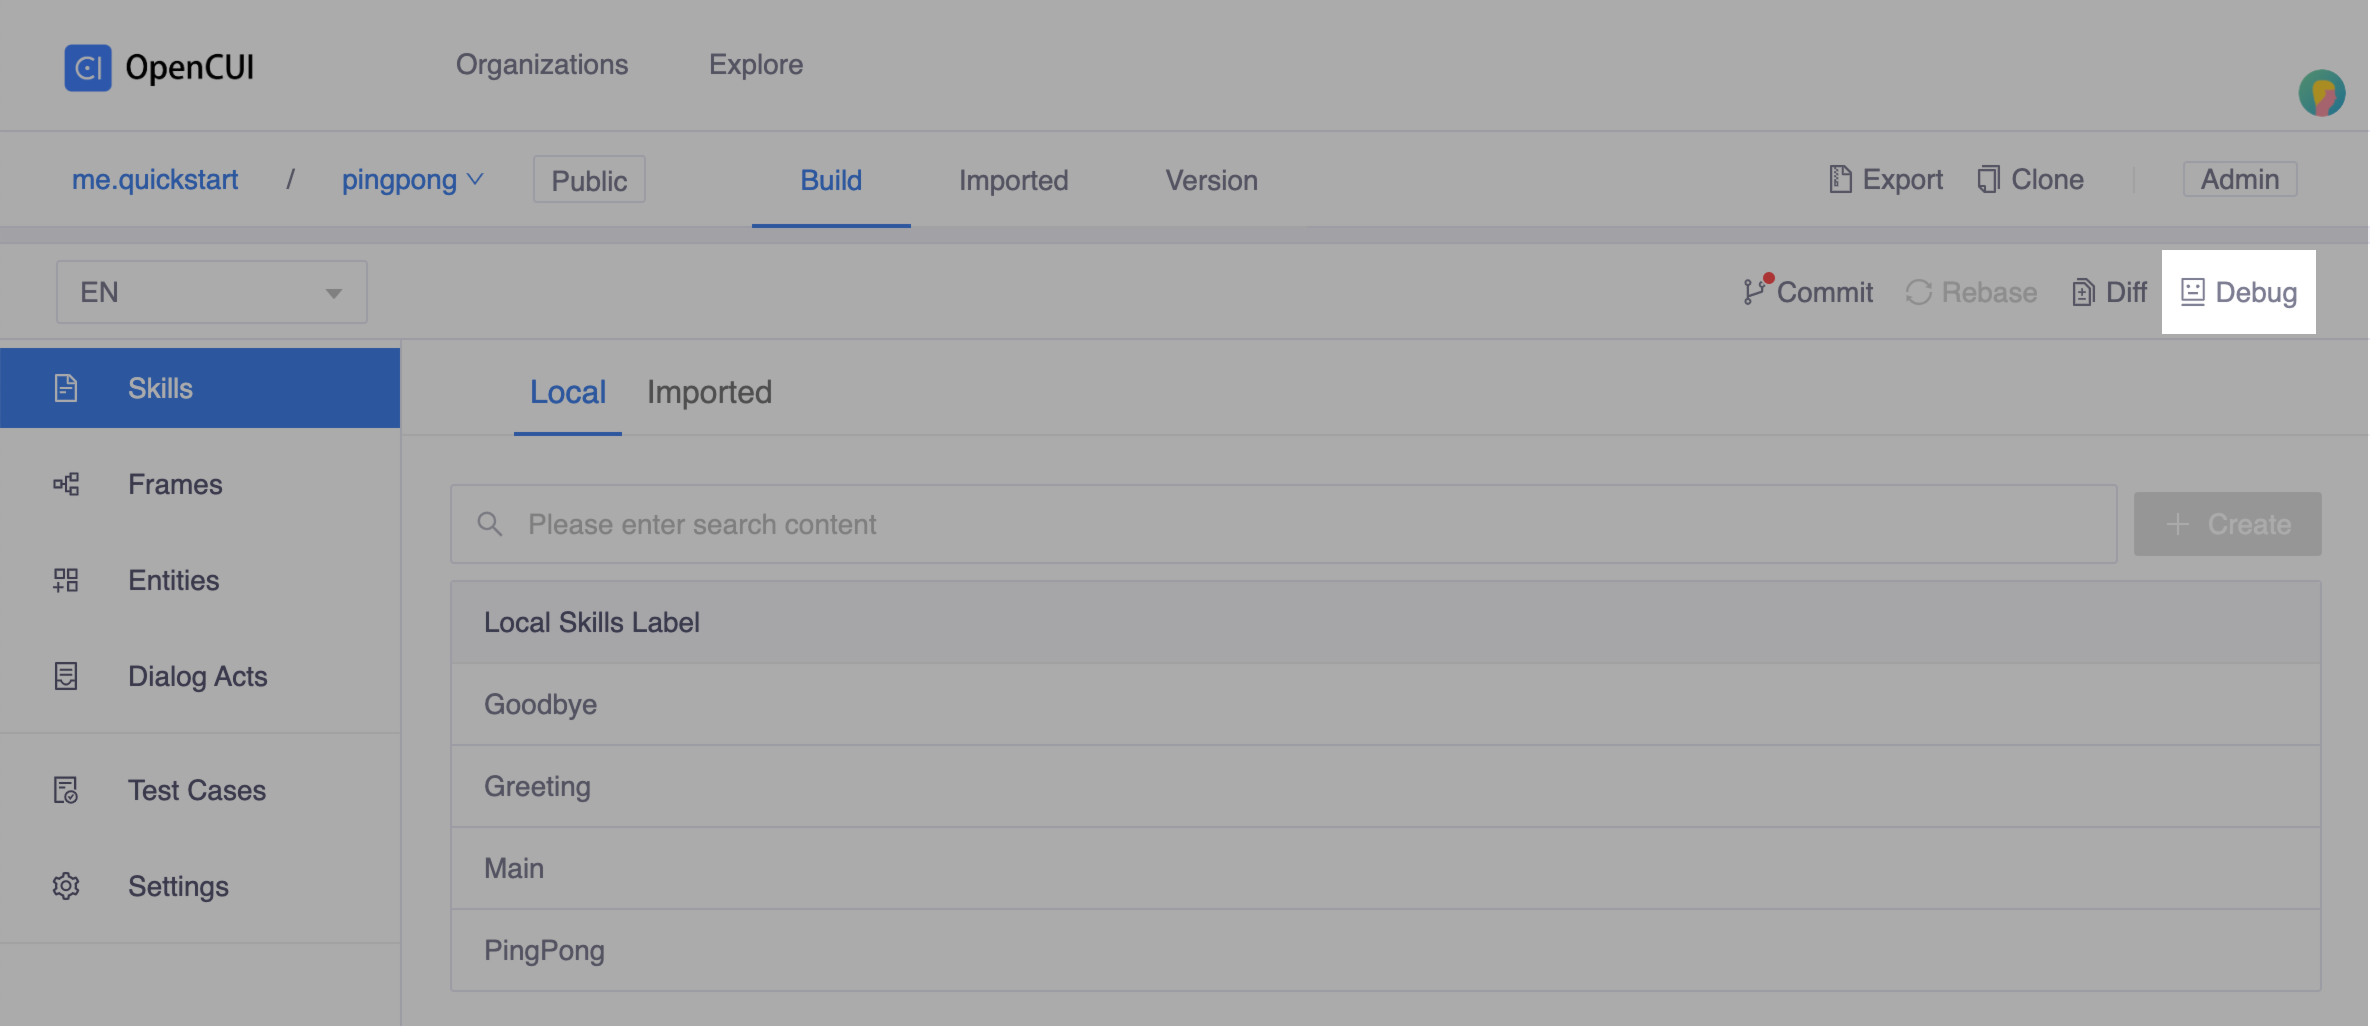 CI OpenCUI Organizations Explore
me.quickstart / pingpong Public Build Imported Version Export Clone Admin
EN Commit Rebase Diff Debug
Skills
Local Imported
Frames
Please enter search content + Create
Entities
Local Skills Label
Dialog Acts
Goodbye
Greeting
Test Cases
Main
Settings
PingPong